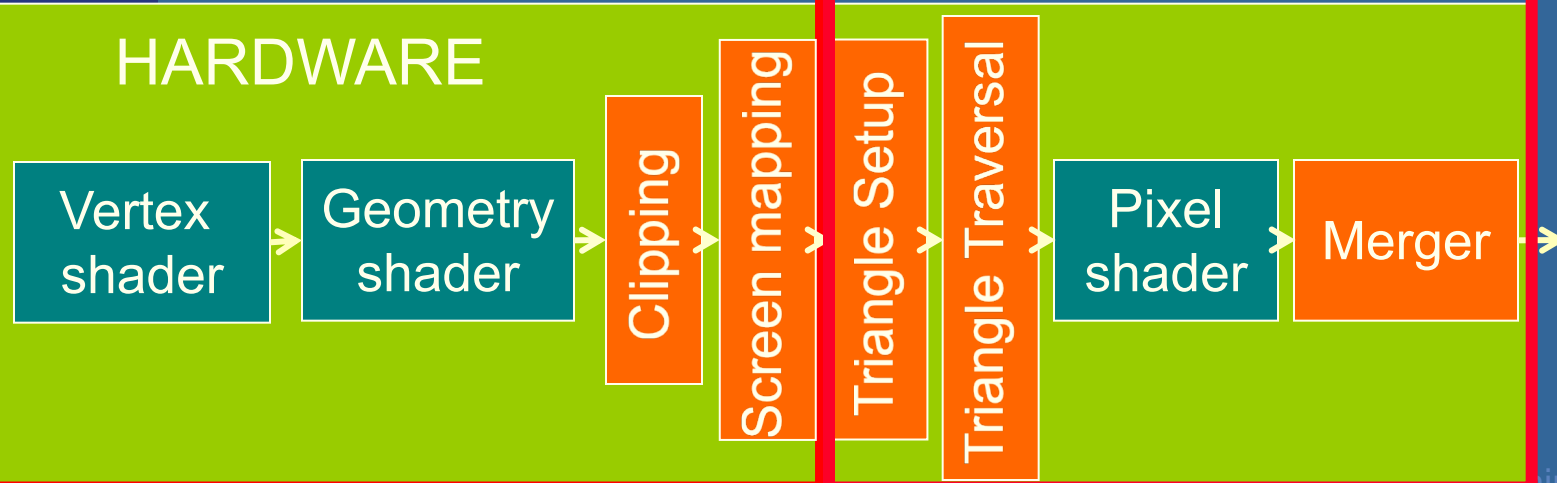 HARDWARE
Vertex
shader
Geometry
shader
Clipping
Screen mapping
Triangle Setup
Triangle Traversal
Pixel
shader
Merger